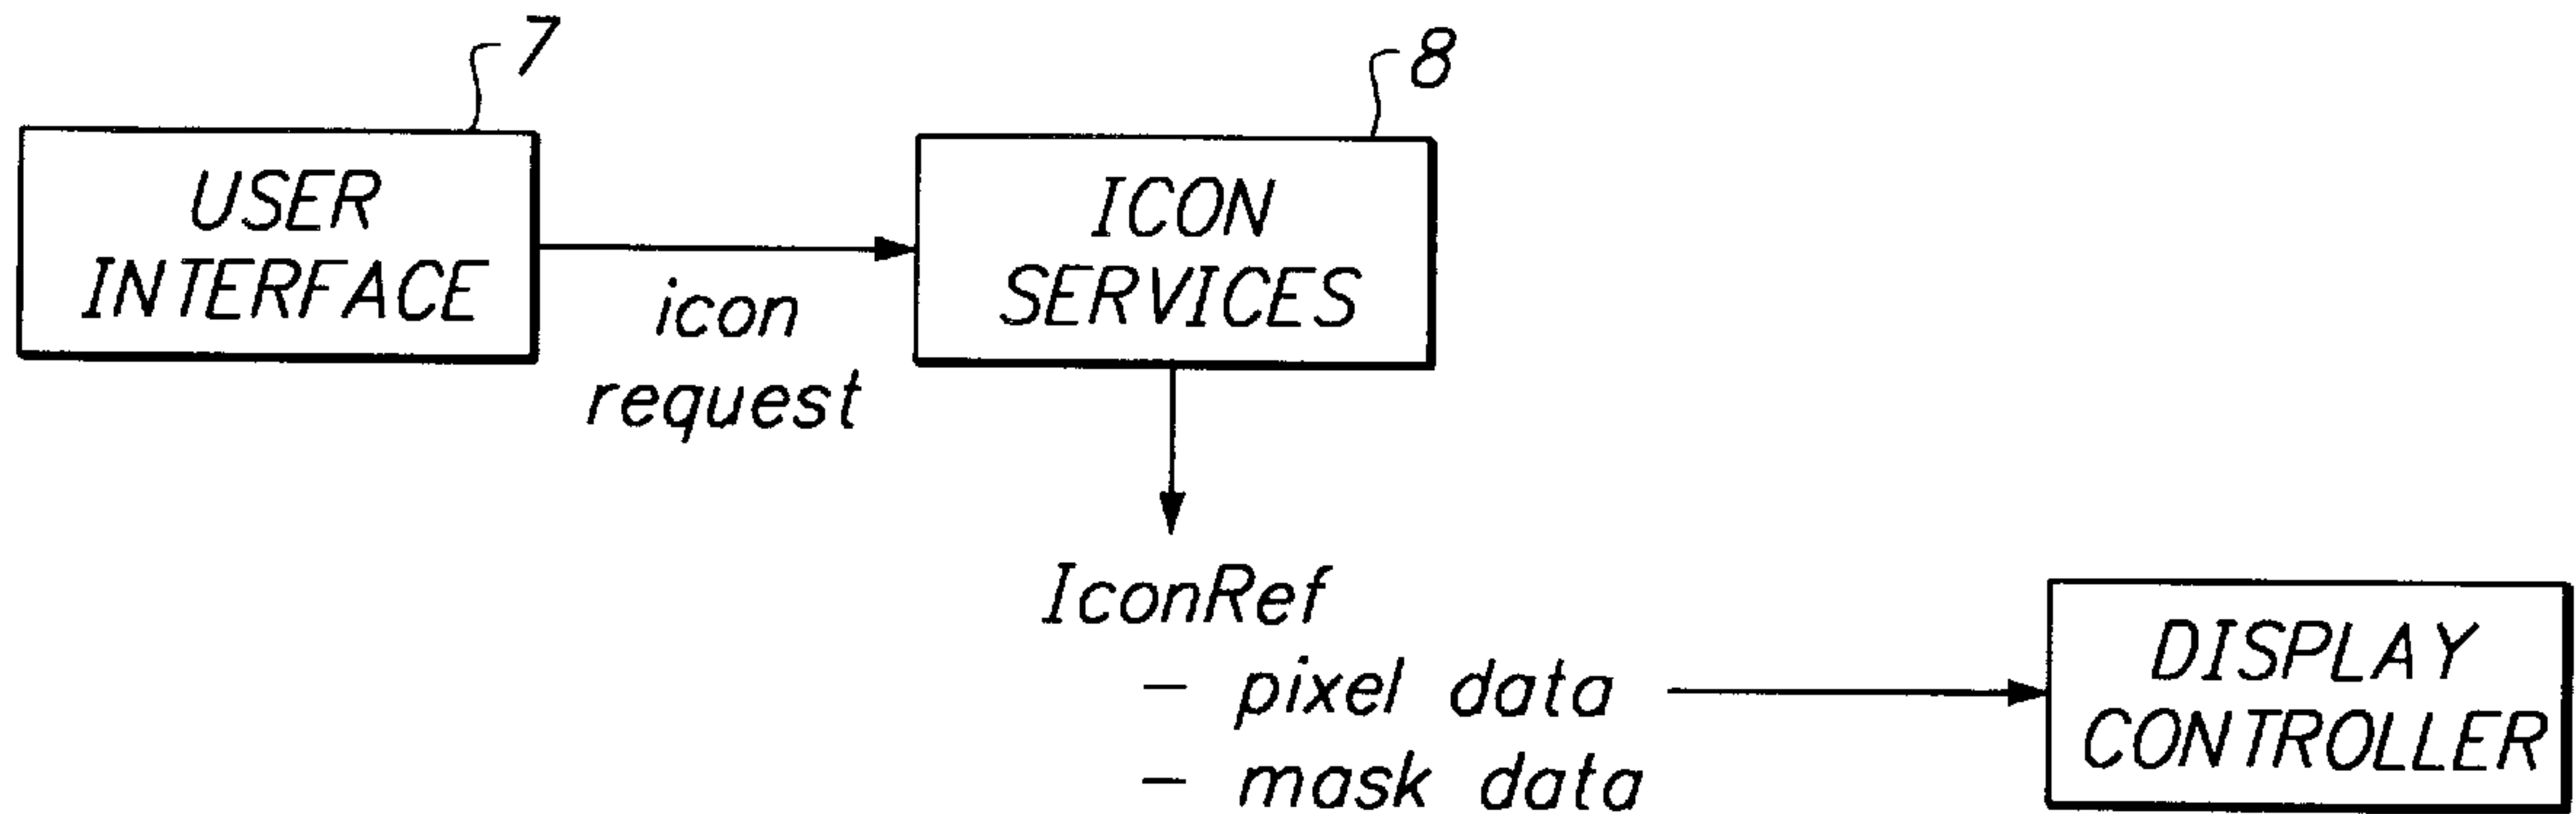 7
8
USER
INTERFACE
ICON
SERVICES
icon
request
IconRef
– pixel data
– mask data
DISPLAY
CONTROLLER